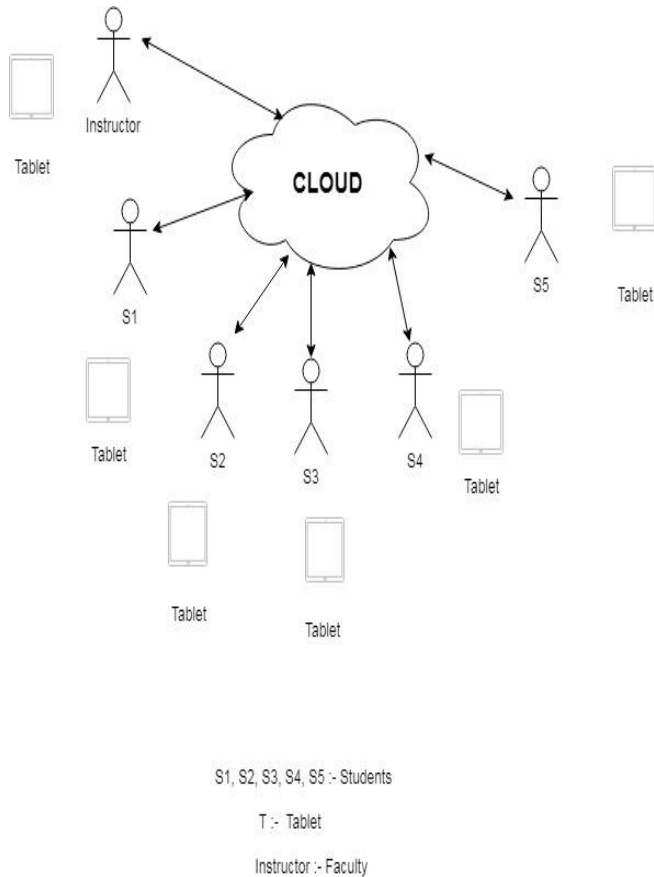 Instructor
Tablet
CLOUD
S1
S5
Tablet
Tablet
S2
S3
S4
Tablet
Tablet
Tablet
S1, S2, S3, S4, S5 :- Students
T :- Tablet
Instructor :- Faculty